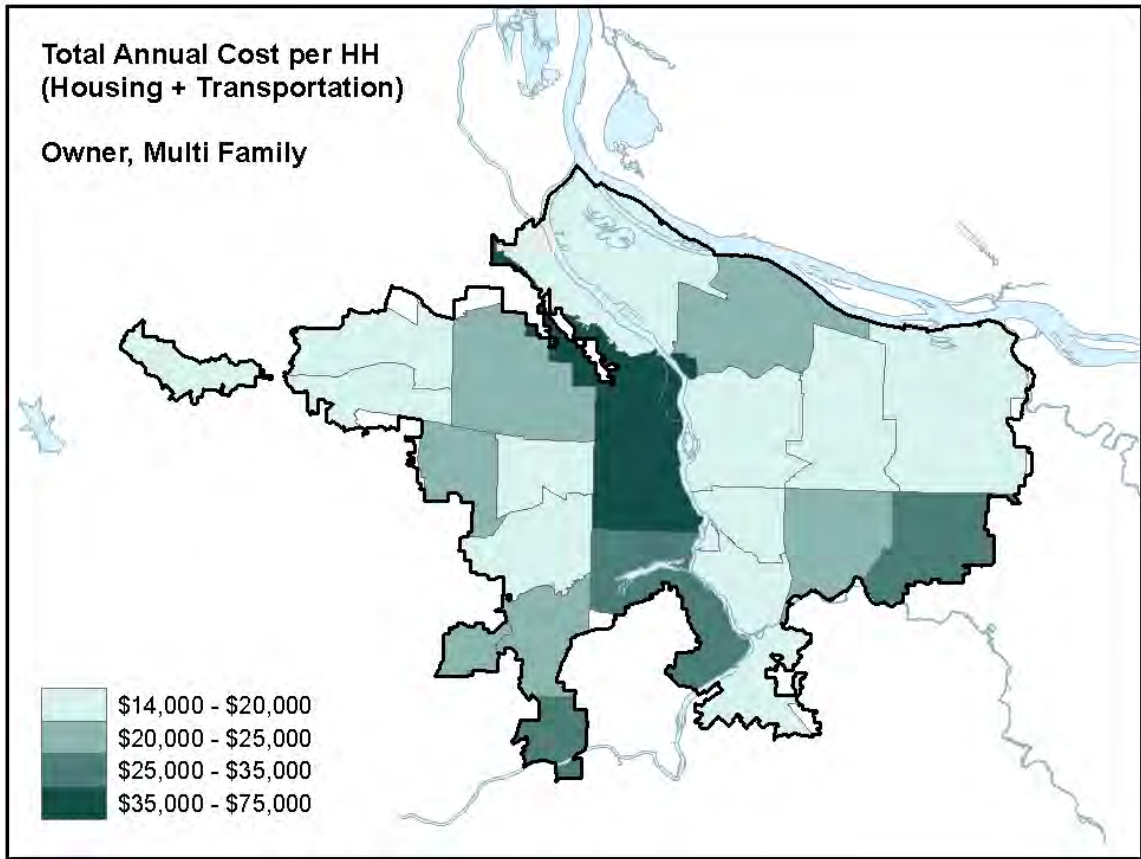 Total Annual Cost per HH
(Housing + Transportation)
Owner, Multi Family
$14,000 - $20,000
$20,000 - $25,000
$25,000 - $35,000
$35,000 - $75,000